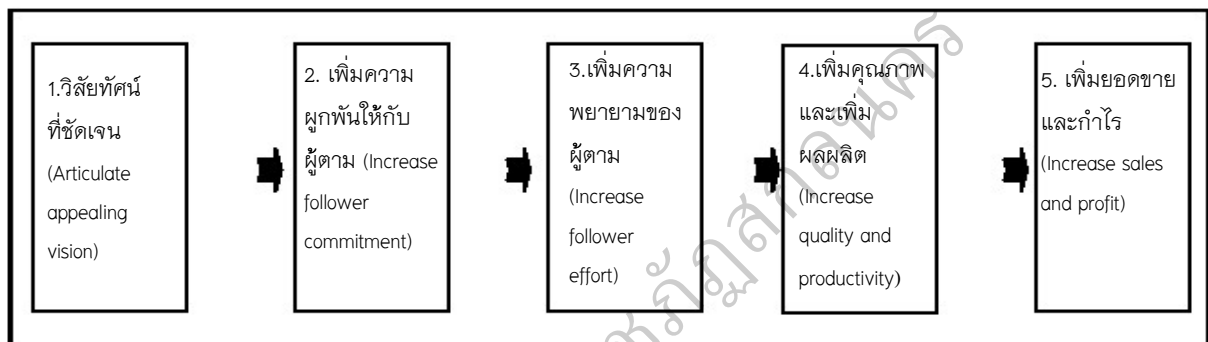 1.วิสัยทัศน์
ที่ชัดเจน
(Articulate
appealing
vision)
2. เพิ่มความ
ผูกพันให้กับ
ผู้ตาม (Increase
follower
commitment)
3.เพิ่มความ
พยายามของ
ผู้ตาม
(Increase
follower
effort)
4.เพิ่มคุณภาพ
และเพิ่ม
ผลผลิต
(Increase
quality and
productivity)
5. เพิ่มยอดขาย
และกำไร
(Increase sales
and profit)